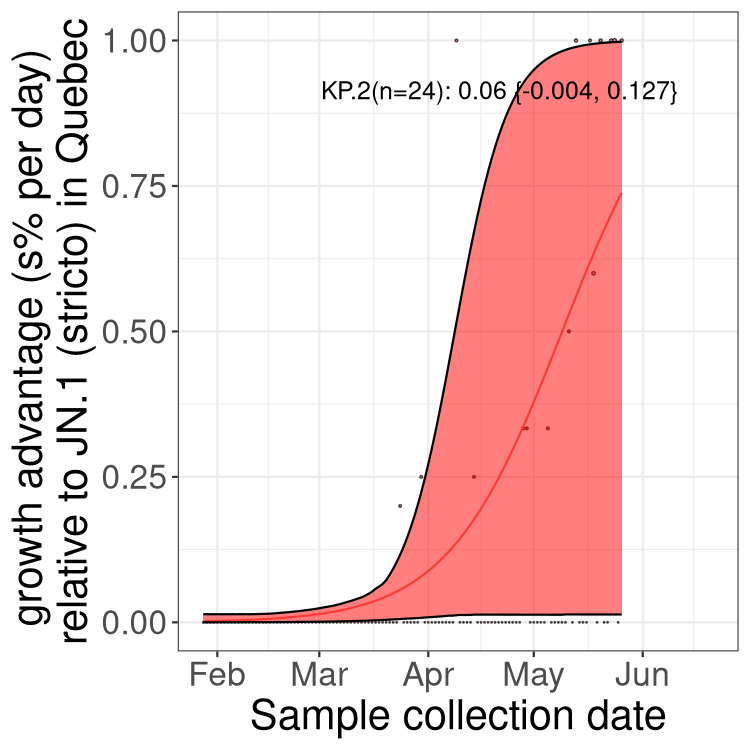 growth advantage (s% per day)
relative to JN.1 (stricto) in Quebec
1.00
0.75
0.50
0.25
0.00
KP.2(n=24): 0.06 {-0.004, 0.127}
Feb Mar Apr May Jun
Sample collection date